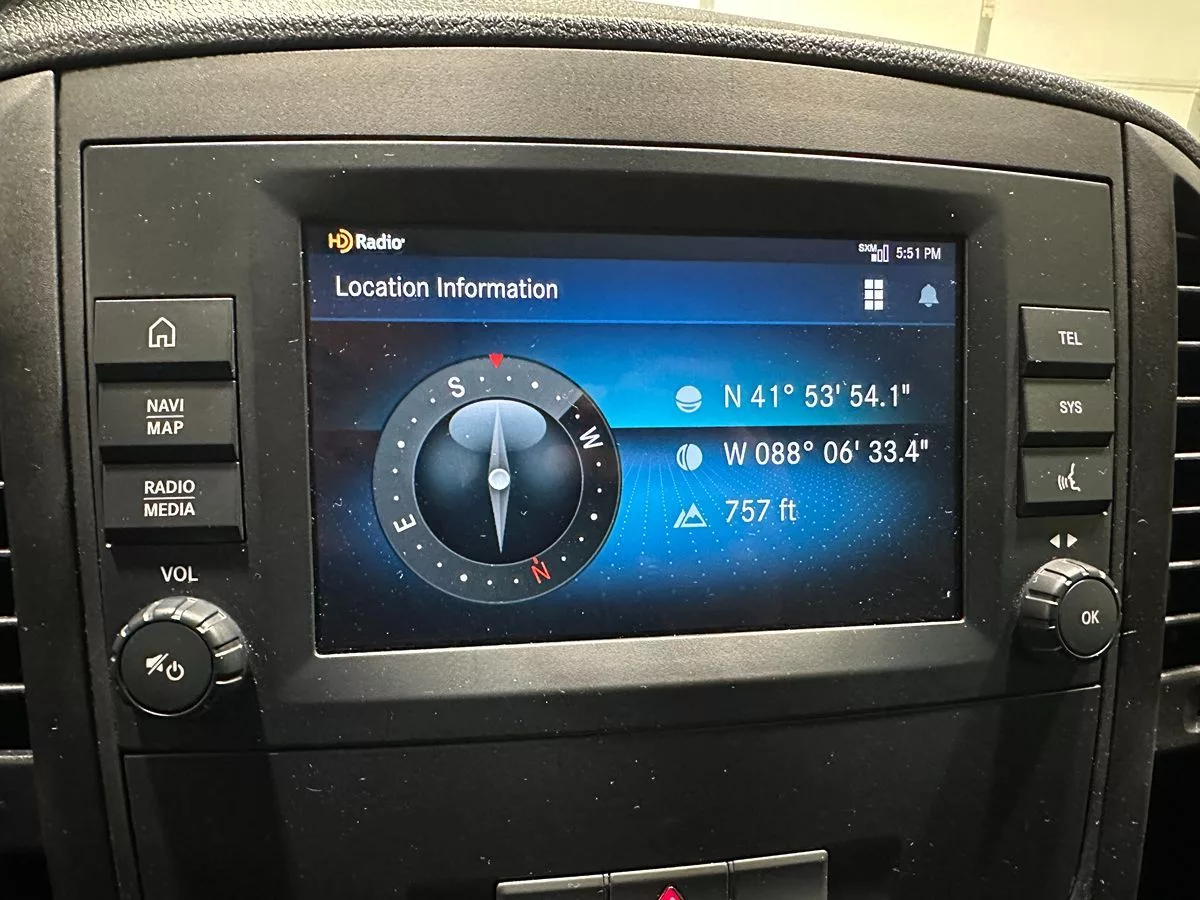 HD Radio
SXM 5:51 PM
Location Information
NAVI
MAP
RADIO
MEDIA
VOL
S
W
E
N
N 41° 53' 54.1"
W 088° 06' 33.4"
757 ft
TEL
SYS
OK